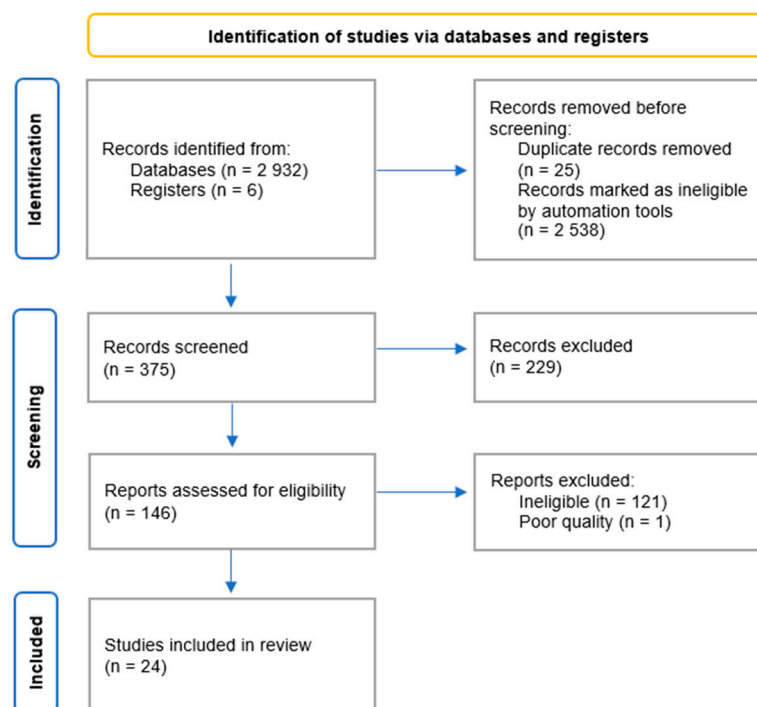 Identification of studies via databases and registers
Identification
Records identified from:
Databases (n = 2 932)
Registers (n = 6)
Records removed before
screening:
Duplicate records removed
(n = 25)
Records marked as ineligible
by automation tools
(n = 2 538)
Screening
Records screened
(n = 375)
Records excluded
(n = 229)
Reports assessed for eligibility
(n = 146)
Reports excluded:
Ineligible (n = 121)
Poor quality (n = 1)
Included
Studies included in review
(n = 24)